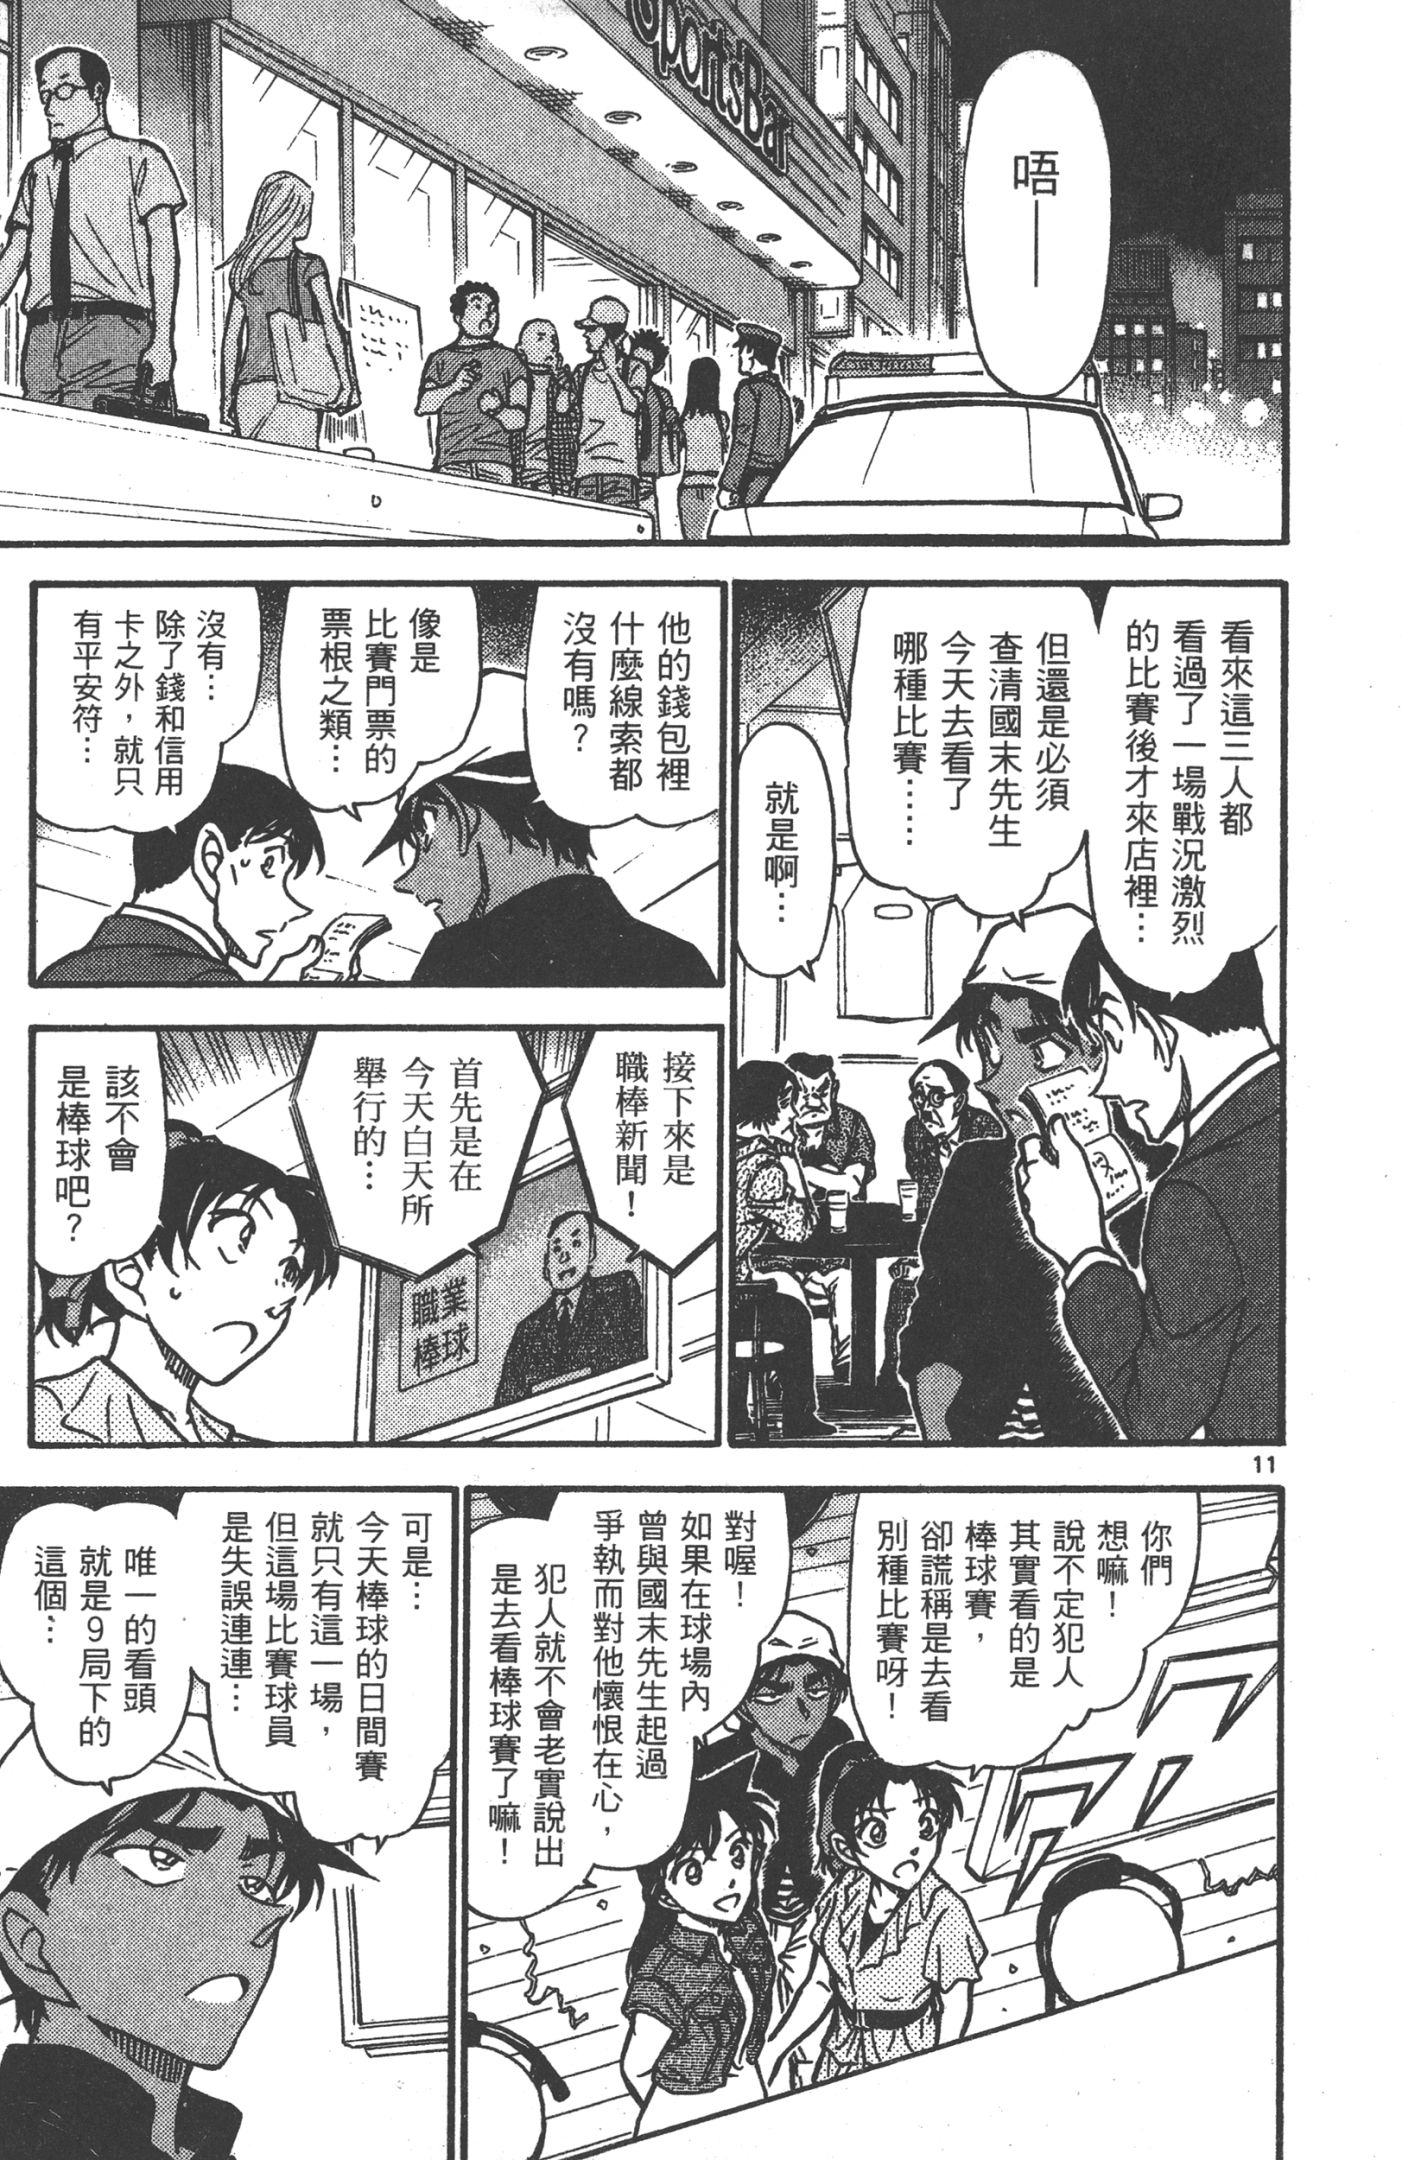 SportsBar
唔—
看來這三人都
看過了一場戰況激烈
的比賽後才來店裡…
但還是必須
查清國末先生
今天去看了
哪種比賽……
就是啊…
他的錢包裡
什麼線索都
沒有嗎？
像是
比賽門票的
票根之類…
沒有…
除了錢和信用
卡之外，就只
有平安符…
接下來是
職棒新聞！
首先是在
今天白天所
舉行的…
職業
棒球
該不會
是棒球吧？
11
你們
想嘛！
說不定犯人
其實看的是
棒球賽，
卻謊稱是去看
別種比賽呀！
對喔！
如果在球場內
曾與國末先生起過
爭執而對他懷恨在心，
犯人就不會老實說出
是去看棒球賽了嘛！
可是…
今天棒球的日間賽
就只有這一場，
但這場比賽球員
是失誤連連…
唯一的看頭
就是9局下的
這個…